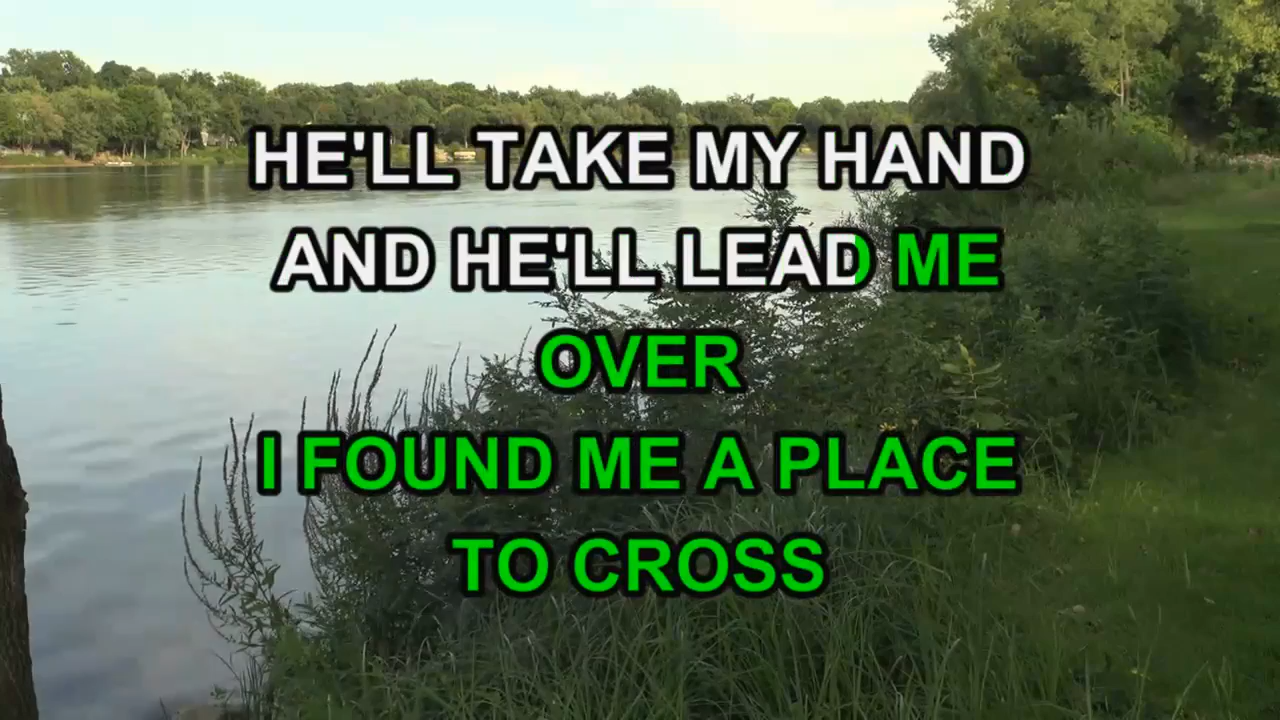 HE'LL TAKE MY HAND
AND HE'LL LEAD ME
OVER
I FOUND ME A PLACE
TO CROSS